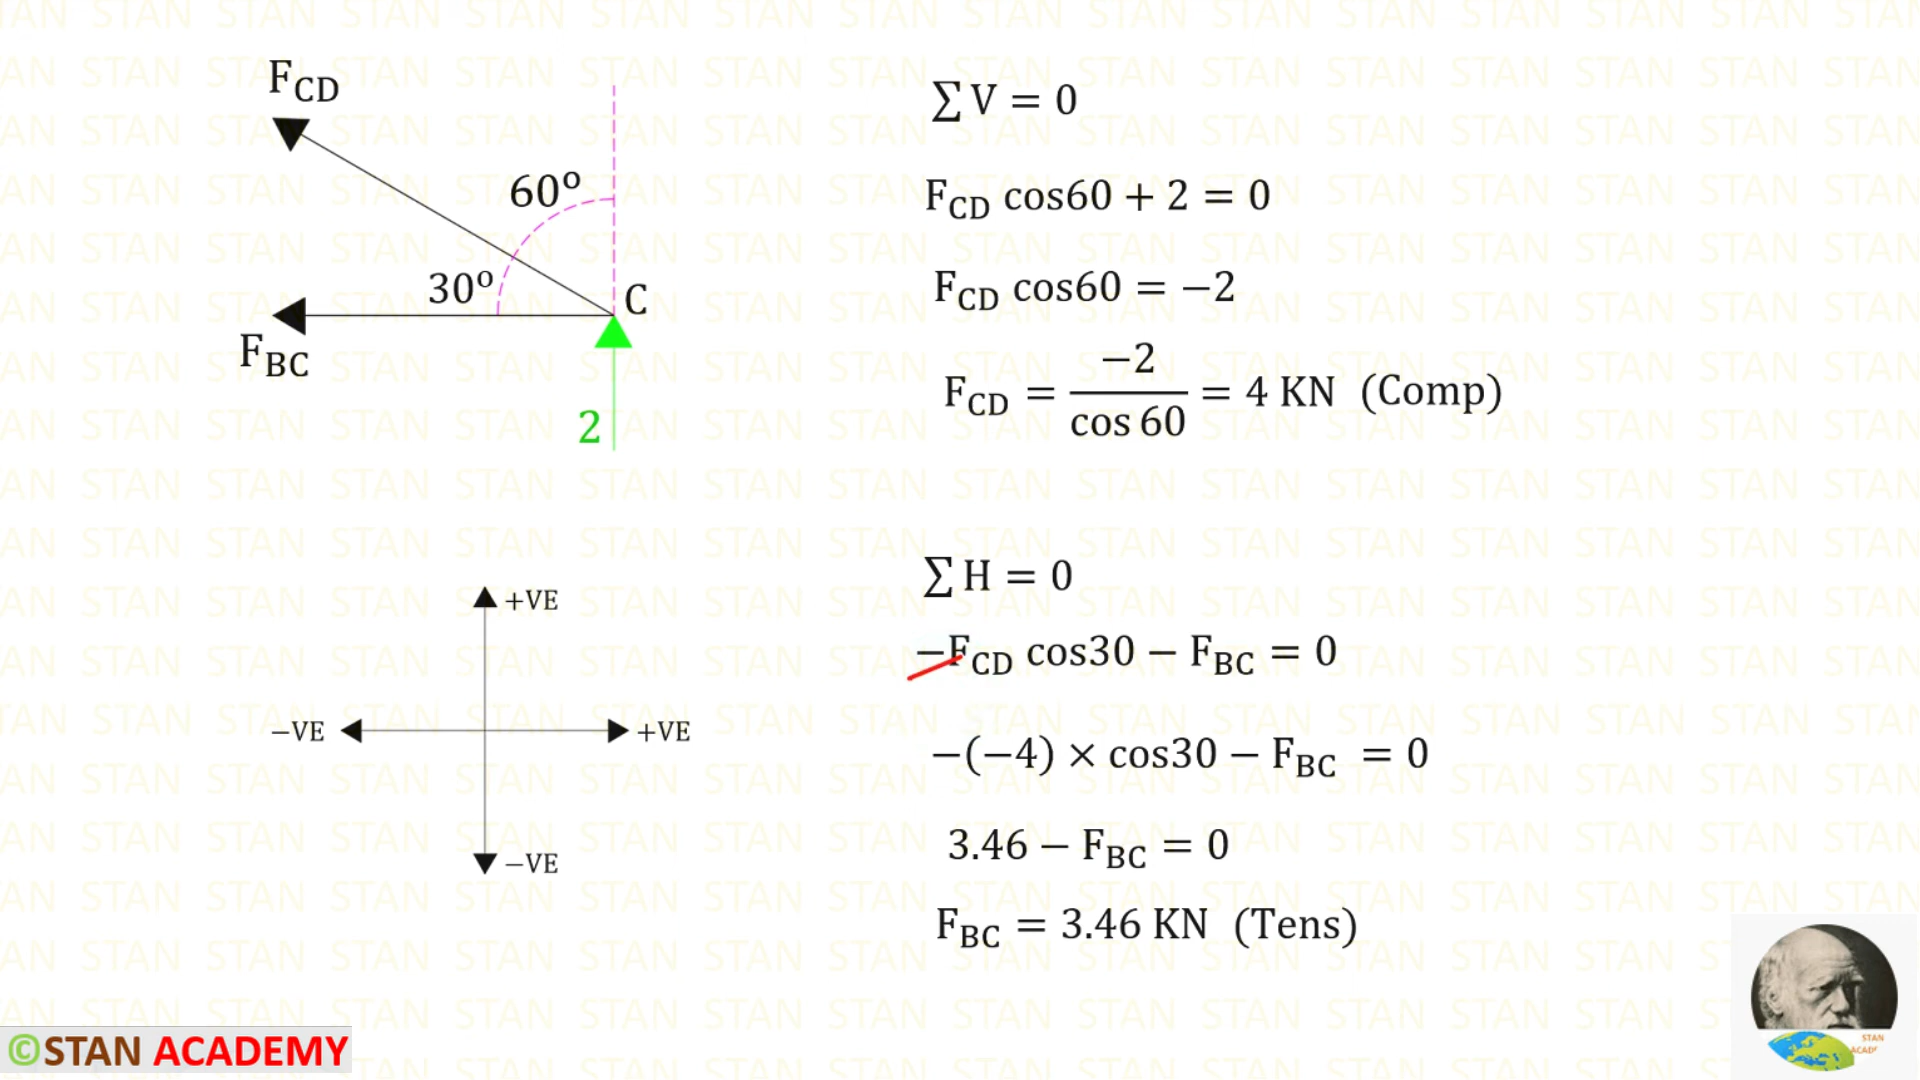 F_CD
60°
30°
C
F_BC
2
∑ V = 0
F_CD cos60 + 2 = 0
F_CD cos60 = −2
F_CD = −2 / cos 60 = 4 KN (Comp)
∑ H = 0
−F_CD cos30 − F_BC = 0
−(−4) × cos30 − F_BC = 0
3.46 − F_BC = 0
F_BC = 3.46 KN (Tens)
+VE
−VE
+VE
−VE
©STAN ACADEMY
STAN
STAN